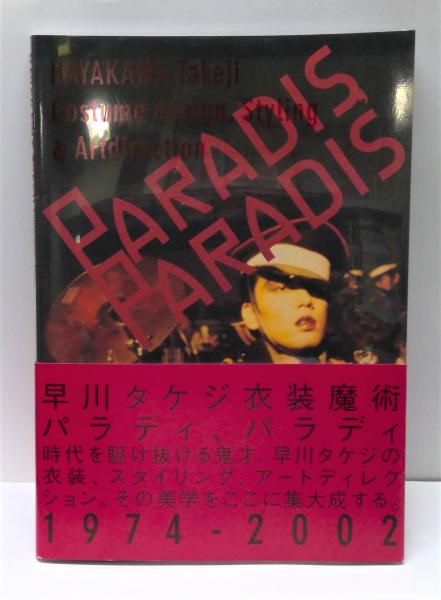 HAYAKAWA Takeji
Costume design, Styling
& Artdirection
PARADIS
PARADIS
早川タケジ衣装魔術
パラディ、パラディ
時代を駆け抜ける鬼才、早川タケジの
衣装、スタイリング、アートディレク
ション。その美学をここに集大成する。
1974-2002